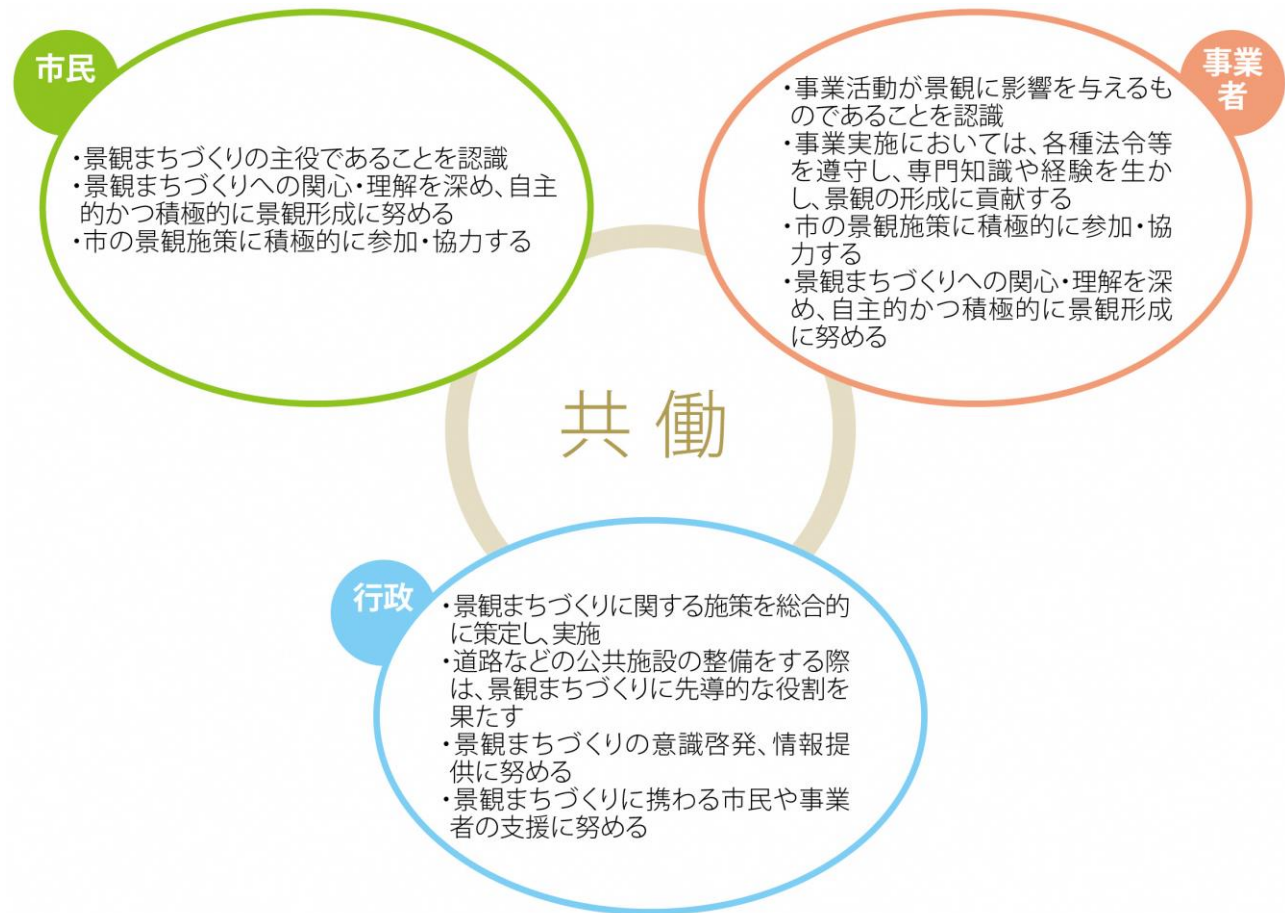 市民
・景観まちづくりの主役であることを認識
・景観まちづくりへの関心・理解を深め、自主
的かつ積極的に景観形成に努める
・市の景観施策に積極的に参加・協力する
事業
者
・事業活動が景観に影響を与えるも
のであることを認識
・事業実施においては、各種法令等
を遵守し、専門知識や経験を生か
し、景観の形成に貢献する
・市の景観施策に積極的に参加・協
力する
・景観まちづくりへの関心・理解を深
め、自主的かつ積極的に景観形成
に努める
共働
行政
・景観まちづくりに関する施策を総合的
に策定し、実施
・道路などの公共施設の整備をする際
は、景観まちづくりに先導的な役割を
果たす
・景観まちづくりの意識啓発、情報提
供に努める
・景観まちづくりに携わる市民や事業
者の支援に努める